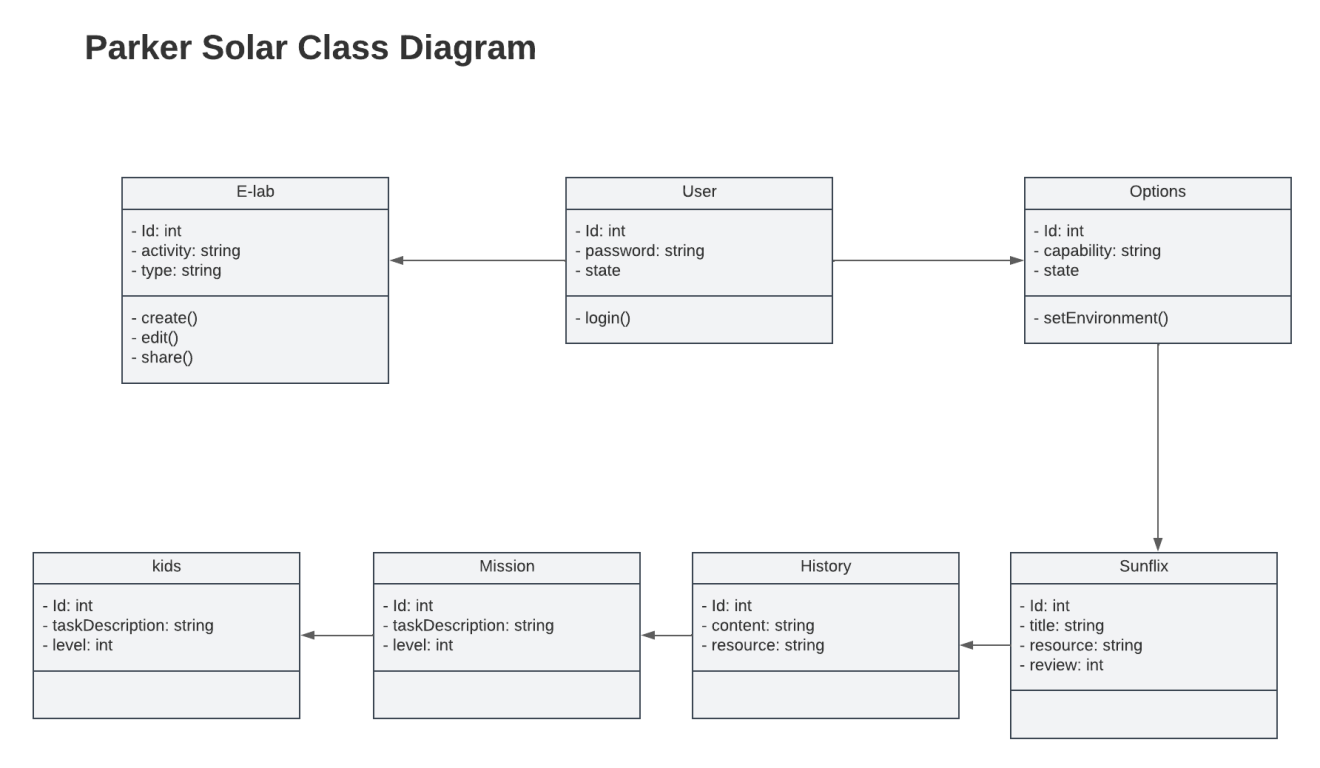 Parker Solar Class Diagram
E-lab
- Id: int
- activity: string
- type: string
- create()
- edit()
- share()
User
- Id: int
- password: string
- state
- login()
Options
- Id: int
- capability: string
- state
- setEnvironment()
kids
- Id: int
- taskDescription: string
- level: int
Mission
- Id: int
- taskDescription: string
- level: int
History
- Id: int
- content: string
- resource: string
Sunflix
- Id: int
- title: string
- resource: string
- review: int